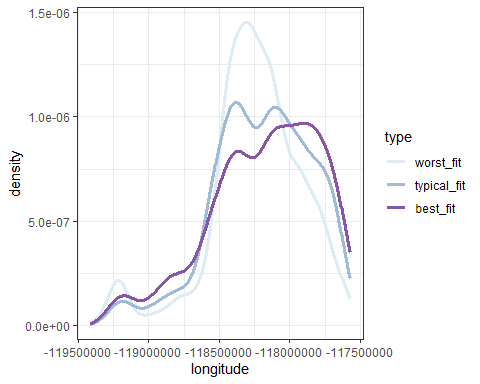 1.5e-06
1.0e-06
5.0e-07
0.0e+00
density
-119500000 -119000000 -118500000 -118000000 -117500000
longitude
type
worst_fit
typical_fit
best_fit